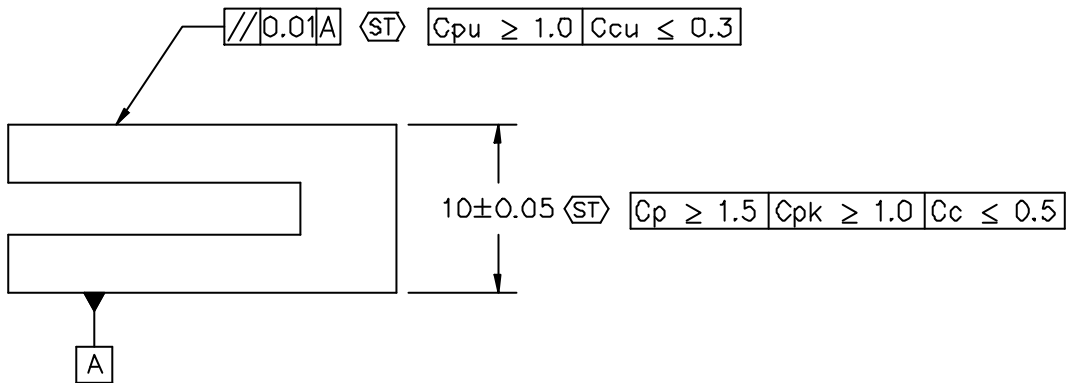 // 0.01 A ST Cpu ≥ 1.0 Ccu ≤ 0.3
10±0.05 ST Cp ≥ 1.5 Cpk ≥ 1.0 Cc ≤ 0.5
A